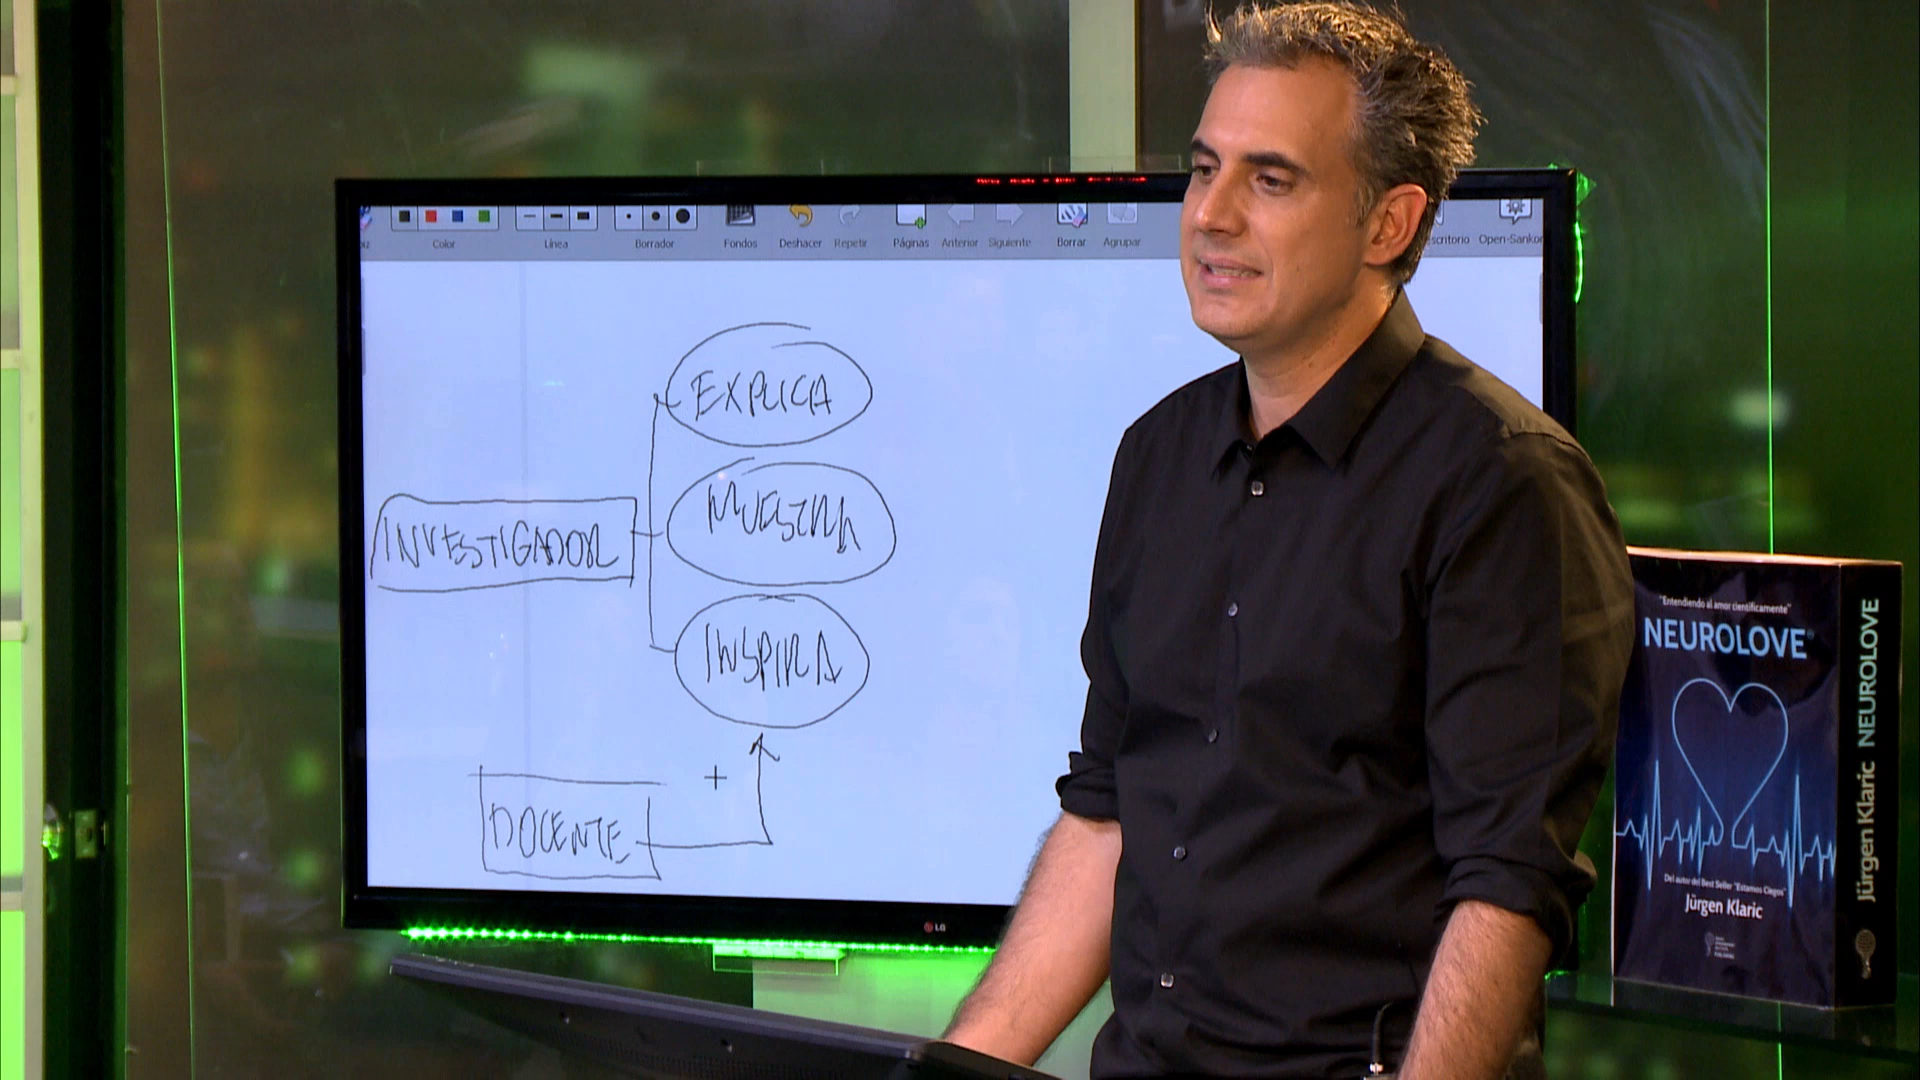 Color
Línea
Borrador
Fondos
Deshacer
Repetir
Páginas
Anterior
Siguiente
Borrar
Agrupar
Open-Sankor
EXPLICA
MUESTRA
INVESTIGADOR
INSPIRA
+
DOCENTE
LG
"Entendiendo al amor científicamente"
NEUROLOVE®
Del autor del Best Seller "Estamos Ciegos"
Jürgen Klaric
Jürgen Klaric NEUROLOVE